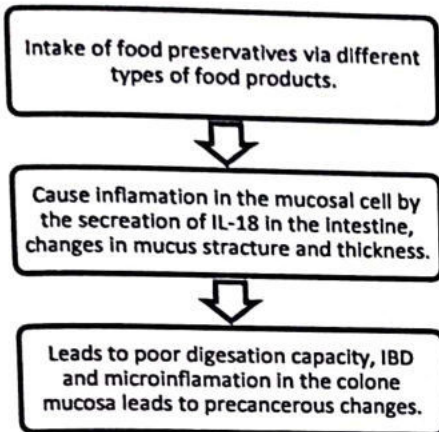 Intake of food preservatives via different
types of food products.
Cause inflamation in the mucosal cell by
the secreation of IL-18 in the intestine,
changes in mucus stracture and thickness.
Leads to poor digesation capacity, IBD
and microinflamation in the colone
mucosa leads to precancerous changes.